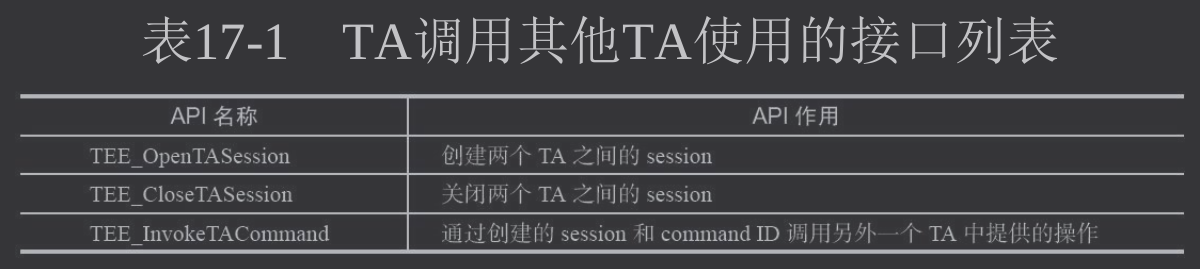 表17-1 TA调用其他TA使用的接口列表
API 名称 API 作用
TEE_OpenTASession 创建两个 TA 之间的 session
TEE_CloseTASession 关闭两个 TA 之间的 session
TEE_InvokeTACommand 通过创建的 session 和 command ID 调用另外一个 TA 中提供的操作